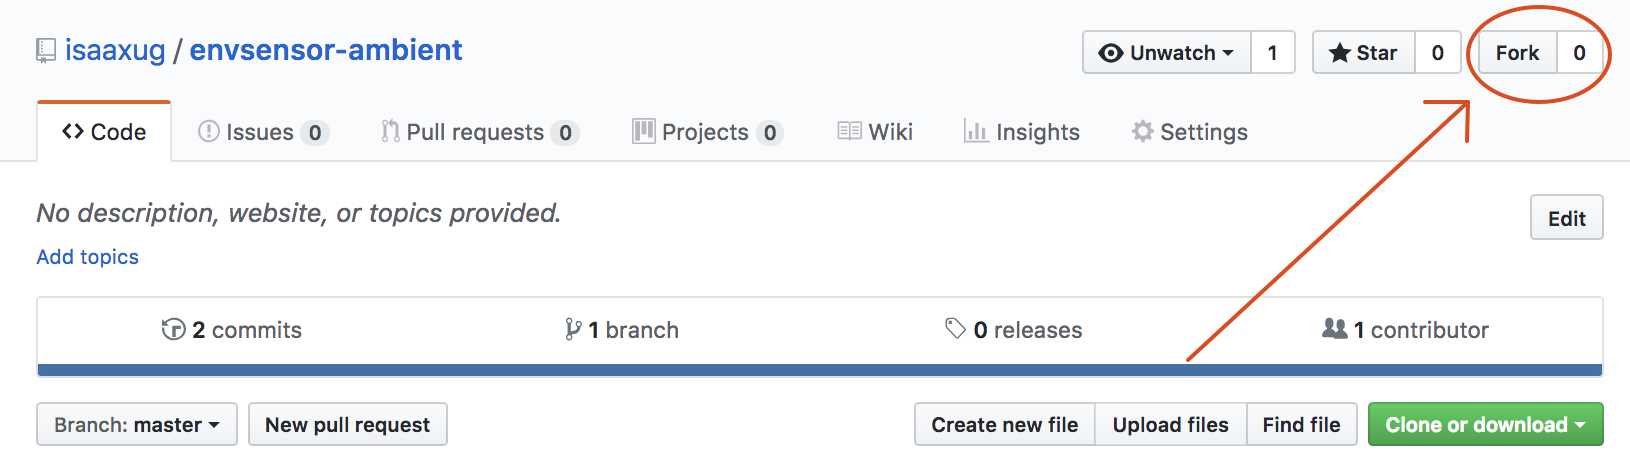 isaaxug / envsensor-ambient
Unwatch 1 Star 0 Fork 0
Code Issues 0 Pull requests 0 Projects 0 Wiki Insights Settings
No description, website, or topics provided.
Edit
Add topics
2 commits 1 branch 0 releases 1 contributor
Branch: master New pull request Create new file Upload files Find file Clone or download